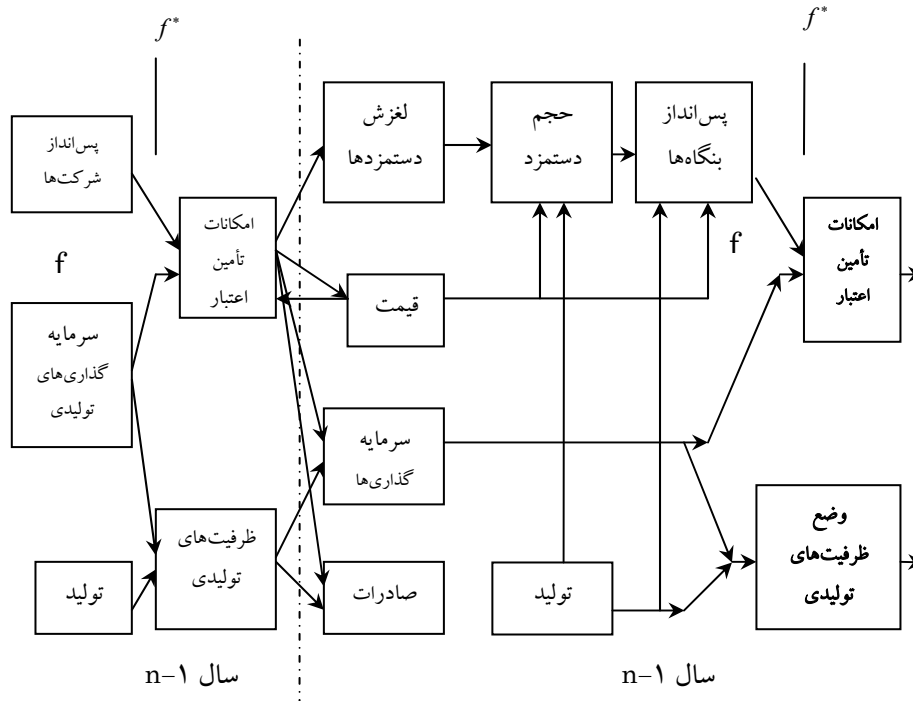 f*
f*
پس‌انداز
شرکت‌ها
f
سرمایه
گذاری‌های
تولیدی
تولید
امکانات
تأمین
اعتبار
ظرفیت‌های
تولیدی
لغزش
دستمزدها
قیمت
سرمایه
گذاری‌ها
صادرات
حجم
دستمزد
تولید
پس‌انداز
بنگاه‌ها
f
امکانات
تأمین
اعتبار
وضع
ظرفیت‌های
تولیدی
سال n–۱
سال n–۱